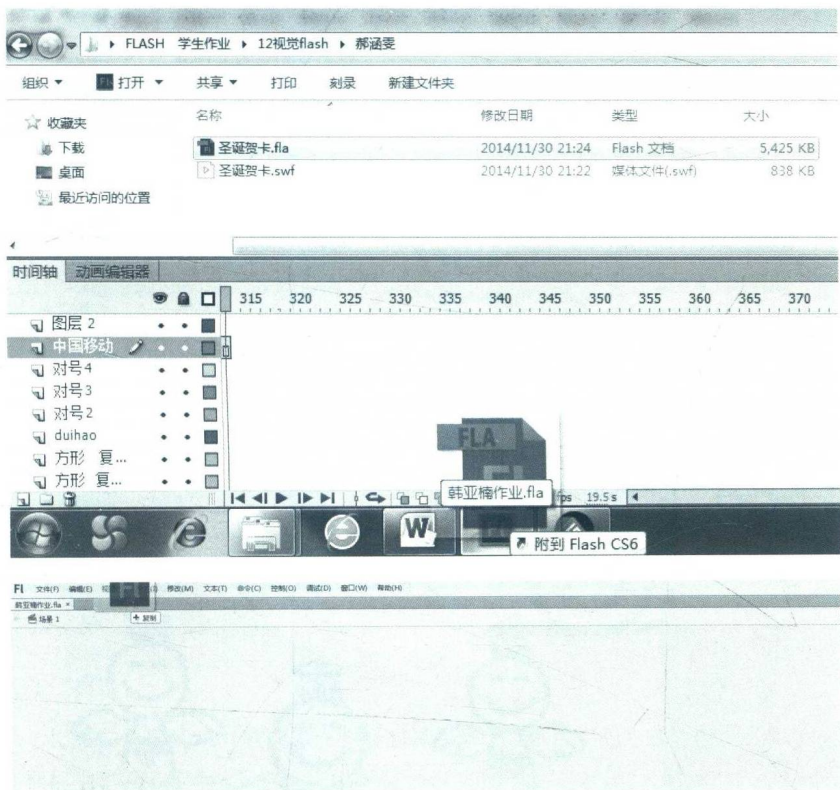 FLASH 学生作业 ▸ 12视觉flash ▸ 郝涵雯
组织 打开 共享 打印 刻录 新建文件夹
名称 修改日期 类型 大小
收藏夹
圣诞贺卡.fla 2014/11/30 21:24 Flash 文档 5,425 KB
下载
圣诞贺卡.swf 2014/11/30 21:22 媒体文件(.swf) 838 KB
桌面
最近访问的位置
时间轴 动画编辑器
315 320 325 330 335 340 345 350 355 360 365 370
图层 2
中国移动
对号4
对号3
对号2
duihao
方形 复...
方形 复...
FLA
韩亚楠作业.fla
fps 19.5s
W
附到 Flash CS6
Fl 文件(F) 编辑(E) 修改(M) 文本(T) 命令(C) 控制(O) 调试(D) 窗口(W) 帮助(H)
韩亚楠作业.fla ×
场景 1
复制